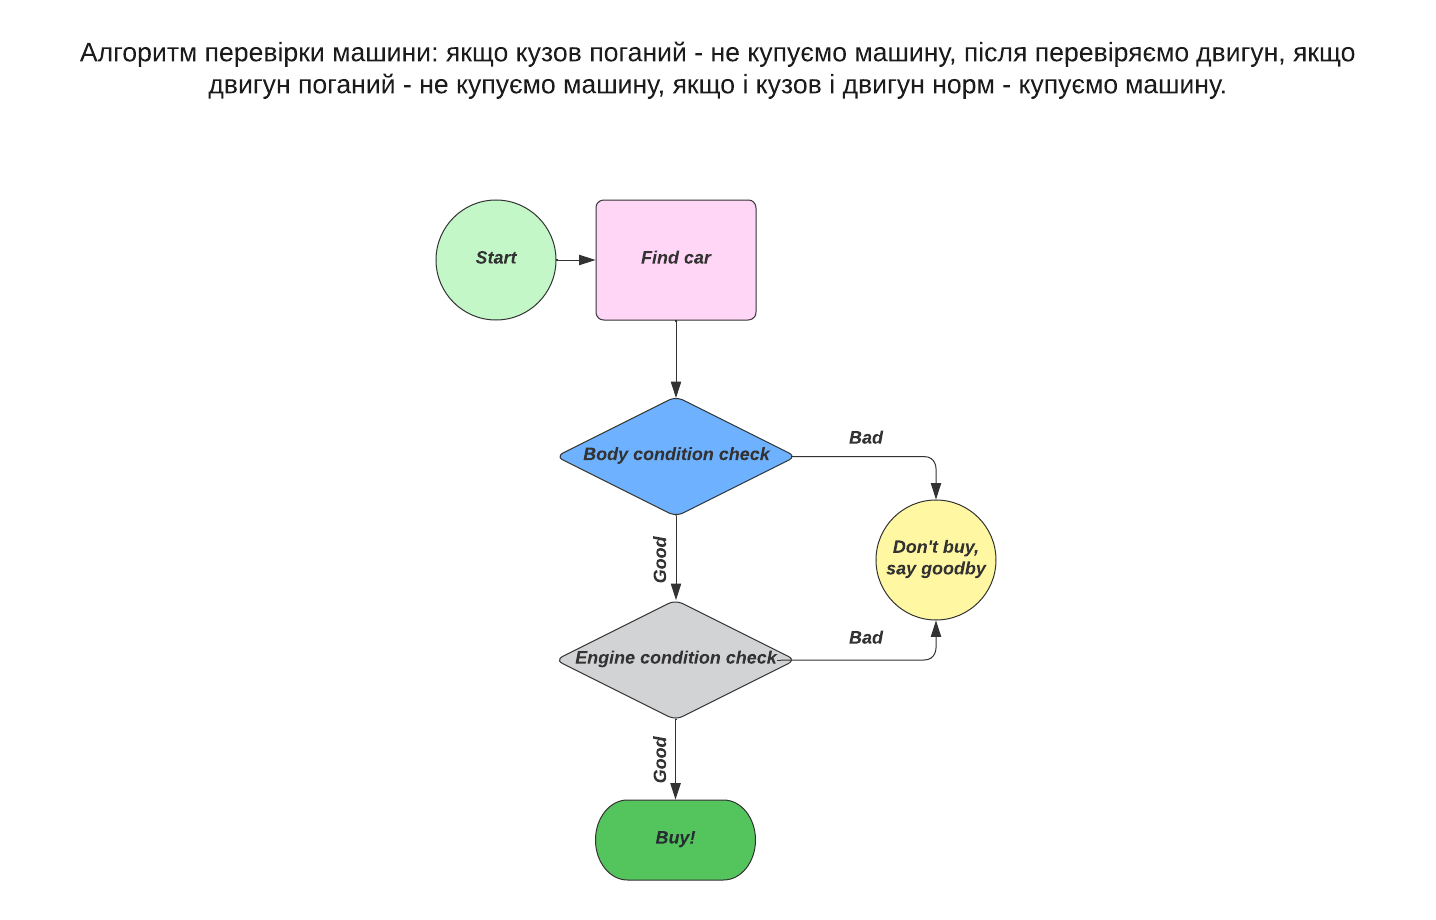 Алгоритм перевірки машини: якщо кузов поганий - не купуємо машину, після перевіряємо двигун, якщо
двигун поганий - не купуємо машину, якщо і кузов і двигун норм - купуємо машину.
Start
Find car
Body condition check
Bad
Good
Don't buy,
say goodby
Engine condition check
Bad
Good
Buy!